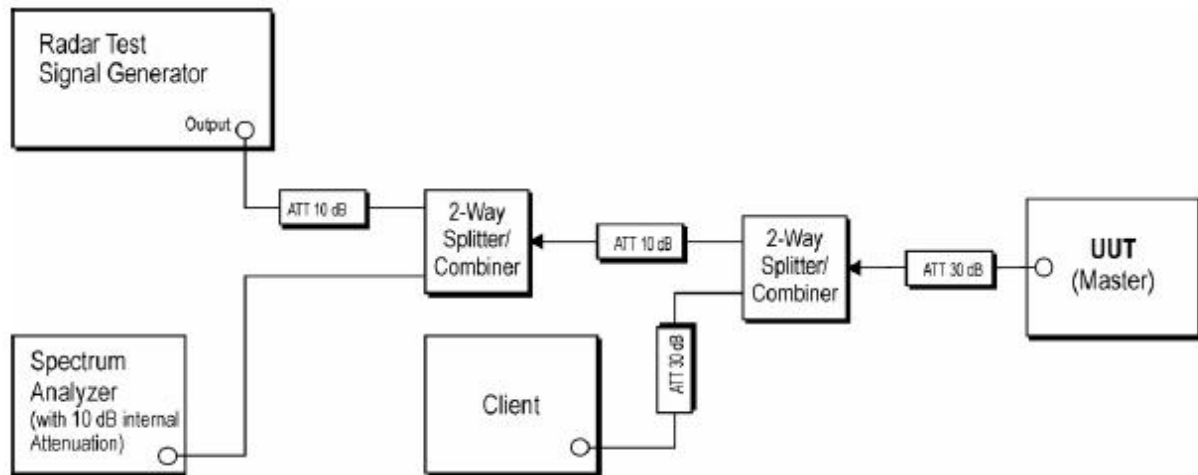 Radar Test
Signal Generator
Output
ATT 10 dB
2-Way
Splitter/
Combiner
ATT 10 dB
2-Way
Splitter/
Combiner
ATT 30 dB
UUT
(Master)
Spectrum
Analyzer
(with 10 dB internal
Attenuation)
Client
ATT 30 dB